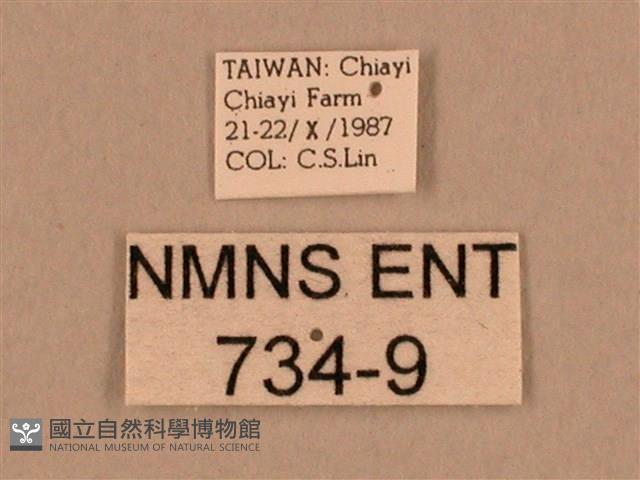 TAIWAN: Chiayi
Chiayi Farm
21-22/X/1987
COL: C.S.Lin
NMNS ENT
734-9
國立自然科學博物館
NATIONAL MUSEUM OF NATURAL SCIENCE